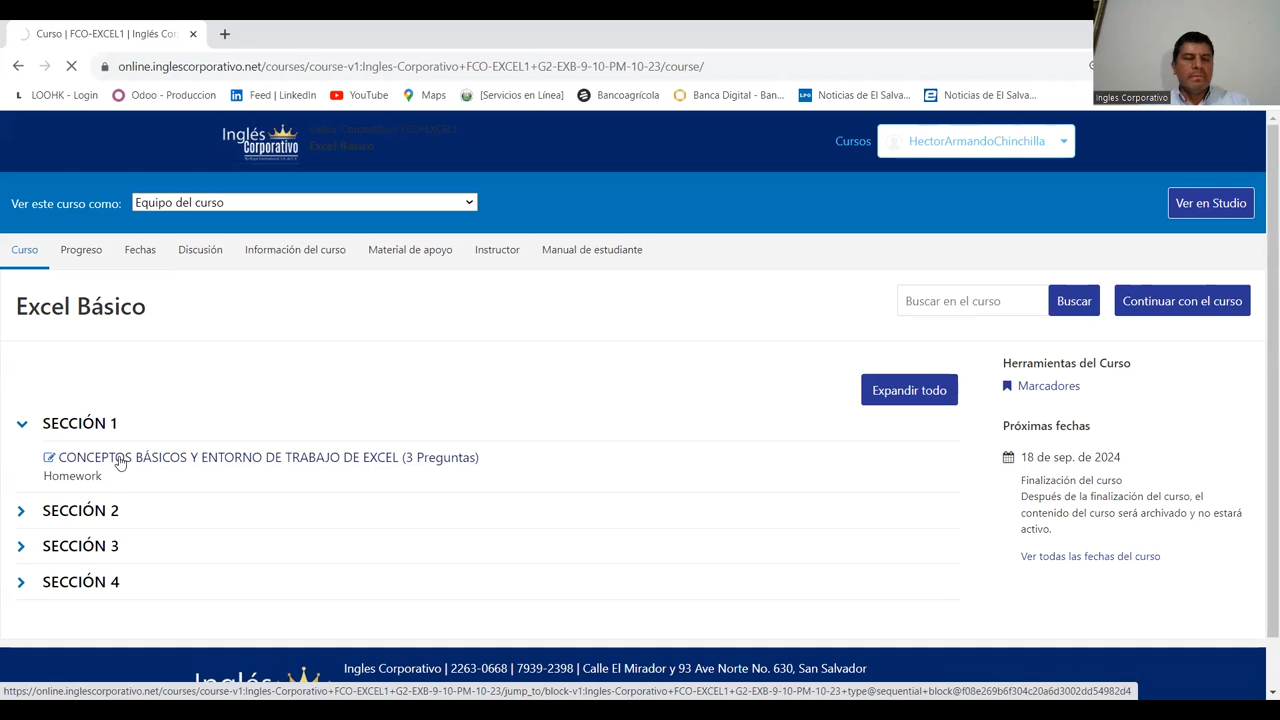 Curso | FCO-EXCEL1 | Inglés Cor
online.inglescorporativo.net/courses/course-v1:Ingles-Corporativo+FCO-EXCEL1+G2-EXB-9-10-PM-10-23/course/
LOOHK - Login
Odoo - Produccion
Feed | LinkedIn
YouTube
Maps
[Servicios en Línea]
Bancoagrícola
Banca Digital - Ban...
Noticias de El Salva...
Noticias de El Salva...
Ingles Corporativo
Inglés
Corporativo
Ingles Corporativo FCO-EXCEL1
Excel Básico
Cursos
HectorArmandoChinchilla
Ver este curso como:
Equipo del curso
Ver en Studio
Curso
Progreso
Fechas
Discusión
Información del curso
Material de apoyo
Instructor
Manual de estudiante
Excel Básico
Buscar en el curso
Buscar
Continuar con el curso
Expandir todo
Herramientas del Curso
Marcadores
SECCIÓN 1
CONCEPTOS BÁSICOS Y ENTORNO DE TRABAJO DE EXCEL (3 Preguntas)
Homework
SECCIÓN 2
SECCIÓN 3
SECCIÓN 4
Próximas fechas
18 de sep. de 2024
Finalización del curso
Después de la finalización del curso, el
contenido del curso será archivado y no estará
activo.
Ver todas las fechas del curso
Inglés
Ingles Corporativo | 2263-0668 | 7939-2398 | Calle El Mirador y 93 Ave Norte No. 630, San Salvador
https://online.inglescorporativo.net/courses/course-v1:Ingles-Corporativo+FCO-EXCEL1+G2-EXB-9-10-PM-10-23/jump_to/block-v1:Ingles-Corporativo+FCO-EXCEL1+G2-EXB-9-10-PM-10-23+type@sequential+block@f08e269b6f304c20a6d3002dd54982d4